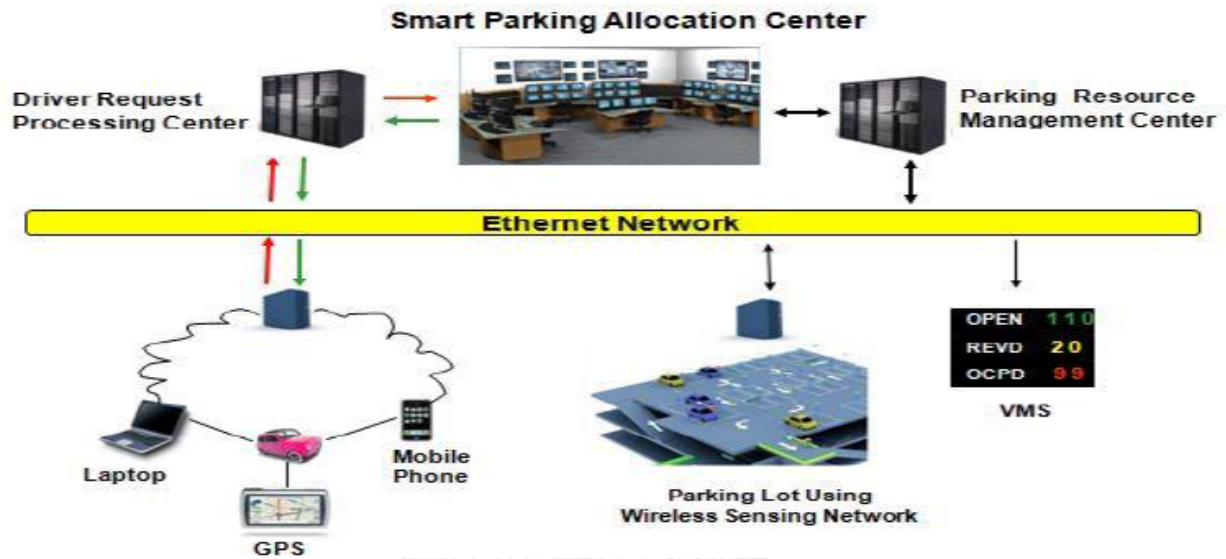 Smart Parking Allocation Center
Driver Request
Processing Center
Parking Resource
Management Center
Ethernet Network
OPEN 110
REVD 20
OCPD 99
VMS
Laptop
Mobile
Phone
GPS
Parking Lot Using
Wireless Sensing Network